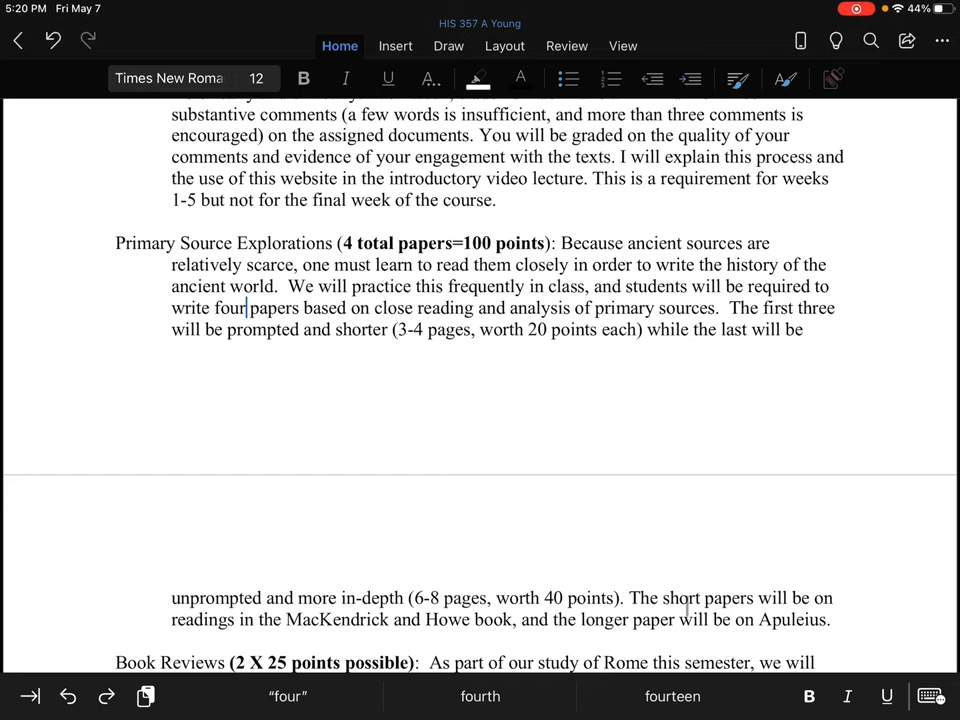 5:20 PM Fri May 7
44%
HIS 357 A Young
Home Insert Draw Layout Review View
Times New Roma 12 B I U A.. A
substantive comments (a few words is insufficient, and more than three comments is
encouraged) on the assigned documents. You will be graded on the quality of your
comments and evidence of your engagement with the texts. I will explain this process and
the use of this website in the introductory video lecture. This is a requirement for weeks
1-5 but not for the final week of the course.
Primary Source Explorations (4 total papers=100 points): Because ancient sources are
relatively scarce, one must learn to read them closely in order to write the history of the
ancient world.  We will practice this frequently in class, and students will be required to
write four papers based on close reading and analysis of primary sources.  The first three
will be prompted and shorter (3-4 pages, worth 20 points each) while the last will be
unprompted and more in-depth (6-8 pages, worth 40 points). The short papers will be on
readings in the MacKendrick and Howe book, and the longer paper will be on Apuleius.
Book Reviews (2 X 25 points possible):  As part of our study of Rome this semester, we will
“four” fourth fourteen B I U